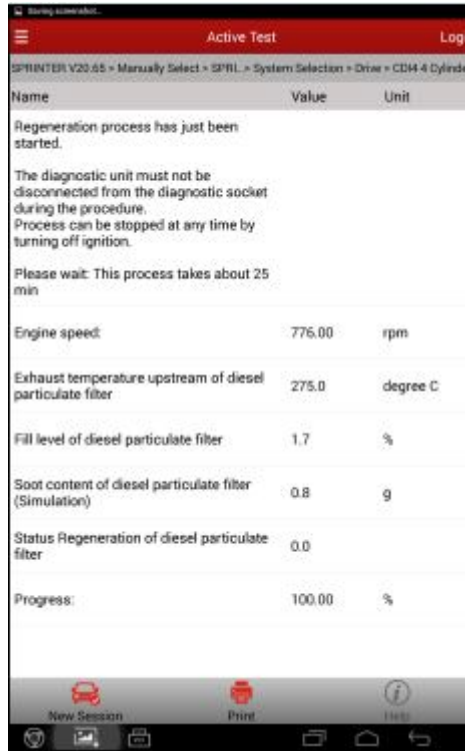 Saving screenshot...
Active Test
Log
SPRINTER V20.65 > Manually Select > SPRI.. > System Selection > Drive > CDI4 4 Cylinde
Name Value Unit
Regeneration process has just been
started.
The diagnostic unit must not be
disconnected from the diagnostic socket
during the procedure.
Process can be stopped at any time by
turning off ignition.
Please wait: This process takes about 25
min
Engine speed: 776.00 rpm
Exhaust temperature upstream of diesel
particulate filter 275.0 degree C
Fill level of diesel particulate filter 1.7 %
Soot content of diesel particulate filter
(Simulation) 0.8 g
Status Regeneration of diesel particulate
filter 0.0
Progress: 100.00 %
New Session Print Help